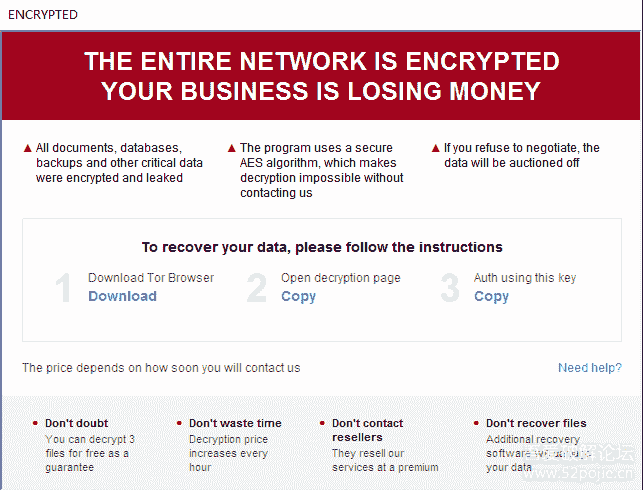 ENCRYPTED
THE ENTIRE NETWORK IS ENCRYPTED
YOUR BUSINESS IS LOSING MONEY
All documents, databases,
backups and other critical data
were encrypted and leaked
The program uses a secure
AES algorithm, which makes
decryption impossible without
contacting us
If you refuse to negotiate, the
data will be auctioned off
To recover your data, please follow the instructions
1
Download Tor Browser
Download
2
Open decryption page
Copy
3
Auth using this key
Copy
The price depends on how soon you will contact us
Need help?
Don't doubt
You can decrypt 3
files for free as a
guarantee
Don't waste time
Decryption price
increases every
hour
Don't contact
resellers
They resell our
services at a premium
Don't recover files
Additional recovery
software
your data
www.52pojie.cn